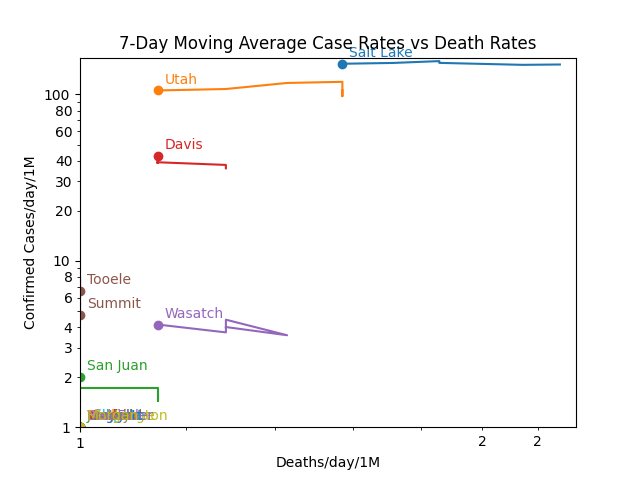 7-Day Moving Average Case Rates vs Death Rates
Salt Lake
Utah
100
80
60
Davis
40
30
20
Confirmed Cases/day/1M
10
Tooele
8
6
Summit
Wasatch
4
3
San Juan
2
1
1
2
2
Deaths/day/1M